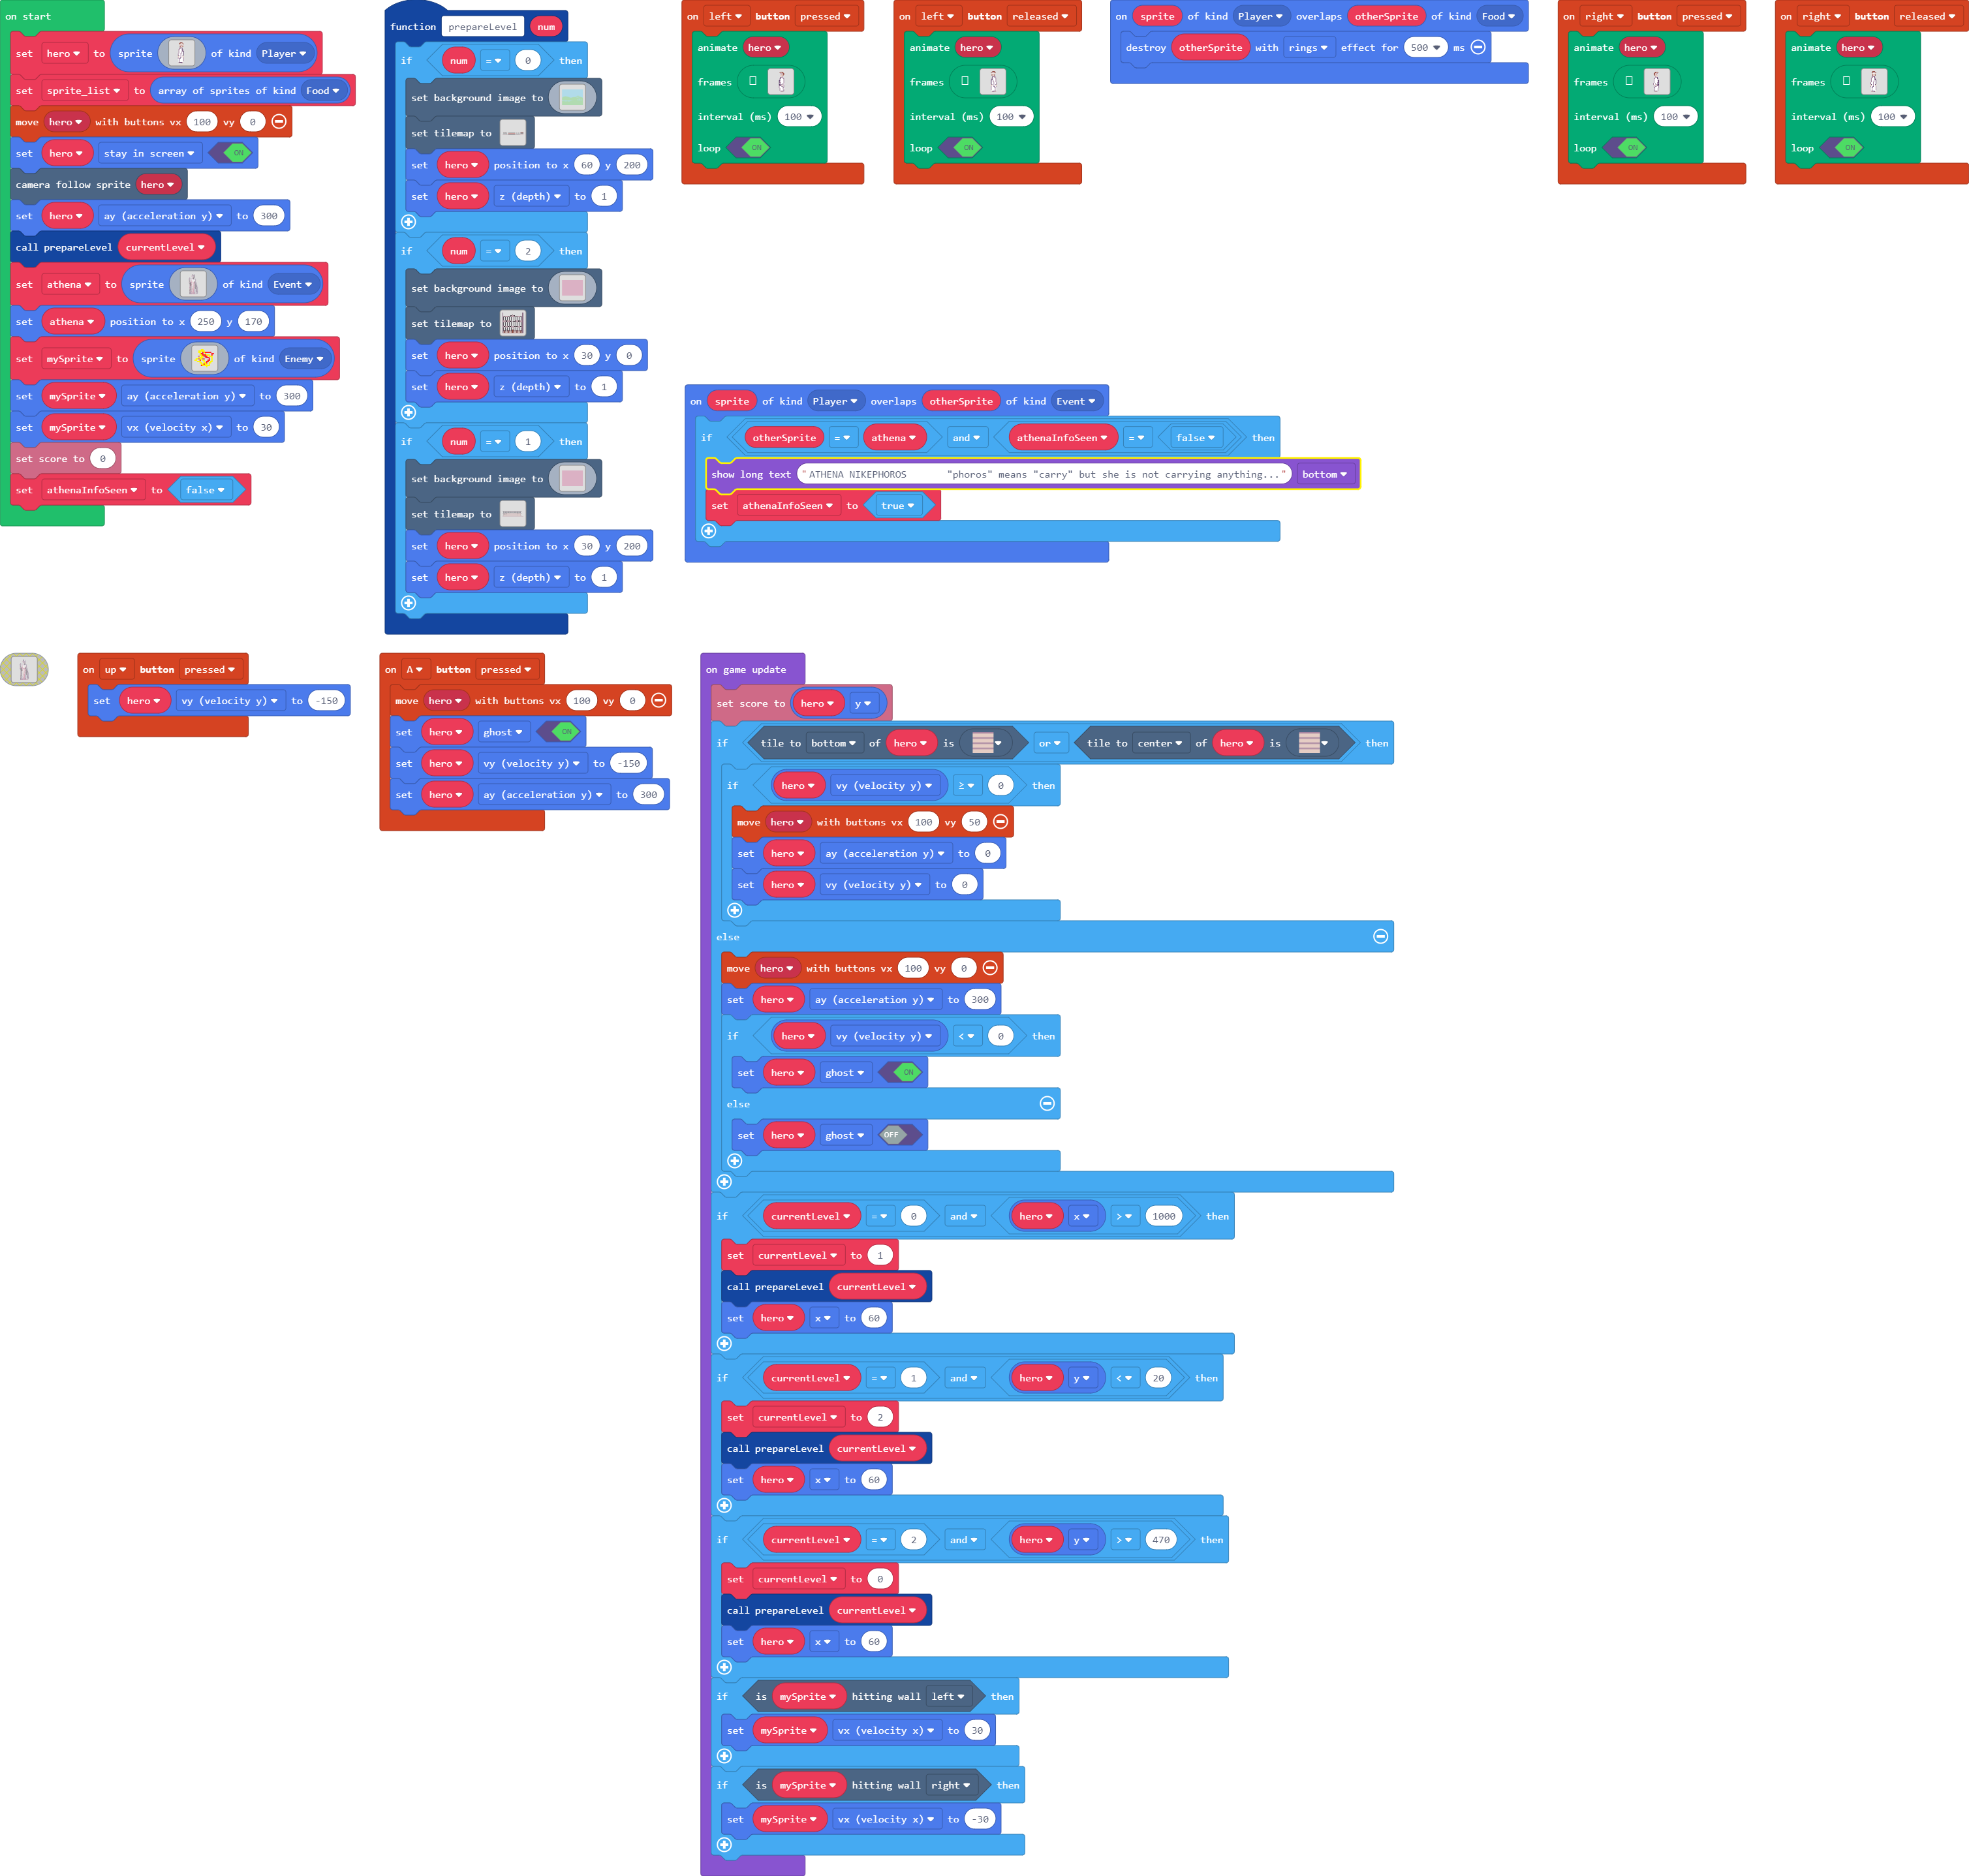 on start
set hero to sprite of kind Player
set sprite_list to array of sprites of kind Food
move hero with buttons vx 100 vy 0
set hero stay in screen ON
camera follow sprite hero
set hero ay (acceleration y) to 300
call prepareLevel currentLevel
set athena to sprite of kind Event
set athena position to x 250 y 170
set mySprite to sprite of kind Enemy
set mySprite ay (acceleration y) to 300
set mySprite vx (velocity x) to 30
set score to 0
set athenaInfoSeen to false
function prepareLevel num
if num = 0 then
set background image to
set tilemap to
set hero position to x 60 y 200
set hero z (depth) to 1
if num = 2 then
set background image to
set tilemap to
set hero position to x 30 y 0
set hero z (depth) to 1
if num = 1 then
set background image to
set tilemap to
set hero position to x 30 y 200
set hero z (depth) to 1
on left button pressed
animate hero
frames
interval (ms) 100
loop ON
on left button released
animate hero
frames
interval (ms) 100
loop ON
on sprite of kind Player overlaps otherSprite of kind Food
destroy otherSprite with rings effect for 500 ms
on right button pressed
animate hero
frames
interval (ms) 100
loop ON
on right button released
animate hero
frames
interval (ms) 100
loop ON
on sprite of kind Player overlaps otherSprite of kind Event
if otherSprite = athena and athenaInfoSeen = false then
show long text "ATHENA NIKEPHOROS "phoros" means "carry" but she is not carrying anything..." bottom
set athenaInfoSeen to true
on up button pressed
set hero vy (velocity y) to -150
on A button pressed
move hero with buttons vx 100 vy 0
set hero ghost ON
set hero vy (velocity y) to -150
set hero ay (acceleration y) to 300
on game update
set score to hero y
if tile to bottom of hero is or tile to center of hero is then
if hero vy (velocity y) ≥ 0 then
move hero with buttons vx 100 vy 50
set hero ay (acceleration y) to 0
set hero vy (velocity y) to 0
else
move hero with buttons vx 100 vy 0
set hero ay (acceleration y) to 300
if hero vy (velocity y) < 0 then
set hero ghost ON
else
set hero ghost OFF
if currentLevel = 0 and hero x > 1000 then
set currentLevel to 1
call prepareLevel currentLevel
set hero x to 60
if currentLevel = 1 and hero y < 20 then
set currentLevel to 2
call prepareLevel currentLevel
set hero x to 60
if currentLevel = 2 and hero y > 470 then
set currentLevel to 0
call prepareLevel currentLevel
set hero x to 60
if is mySprite hitting wall left then
set mySprite vx (velocity x) to 30
if is mySprite hitting wall right then
set mySprite vx (velocity x) to -30